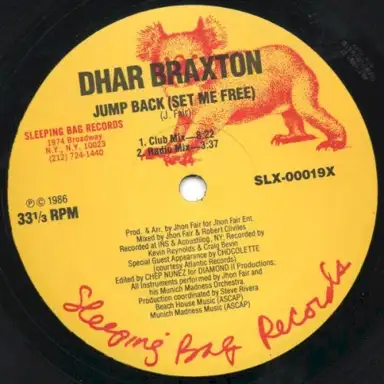 DHAR BRAXTON
JUMP BACK (SET ME FREE)
(J. Fair)
SLEEPING BAG RECORDS
1974 Broadway
N.Y., N.Y. 10023
(212) 724-1440
1. Club Mix—8:22
2. Radio Mix—3:37
SLX-00019X
℗ © 1986
33 1/3 RPM
Prod. & Arr. by Jhon Fair for Jhon Fair Ent.
Mixed by Jhon Fair & Robert Cliviles
Recorded at INS & Acoustilog, NY; Recorded by
Kevin Reynolds & Craig Bevin
Special Guest Appearance by CHOCOLETTE
(courtesy Atlantic Records)
Edited by CHEP NUNEZ for DIAMOND II Productions;
All Instruments performed by Jhon Fair and
his Munich Madness Orchestra.
Production coordinated by Steve Rivera
Beach House Music (ASCAP)
Munich Madness Music (ASCAP)
Sleeping Bag Records